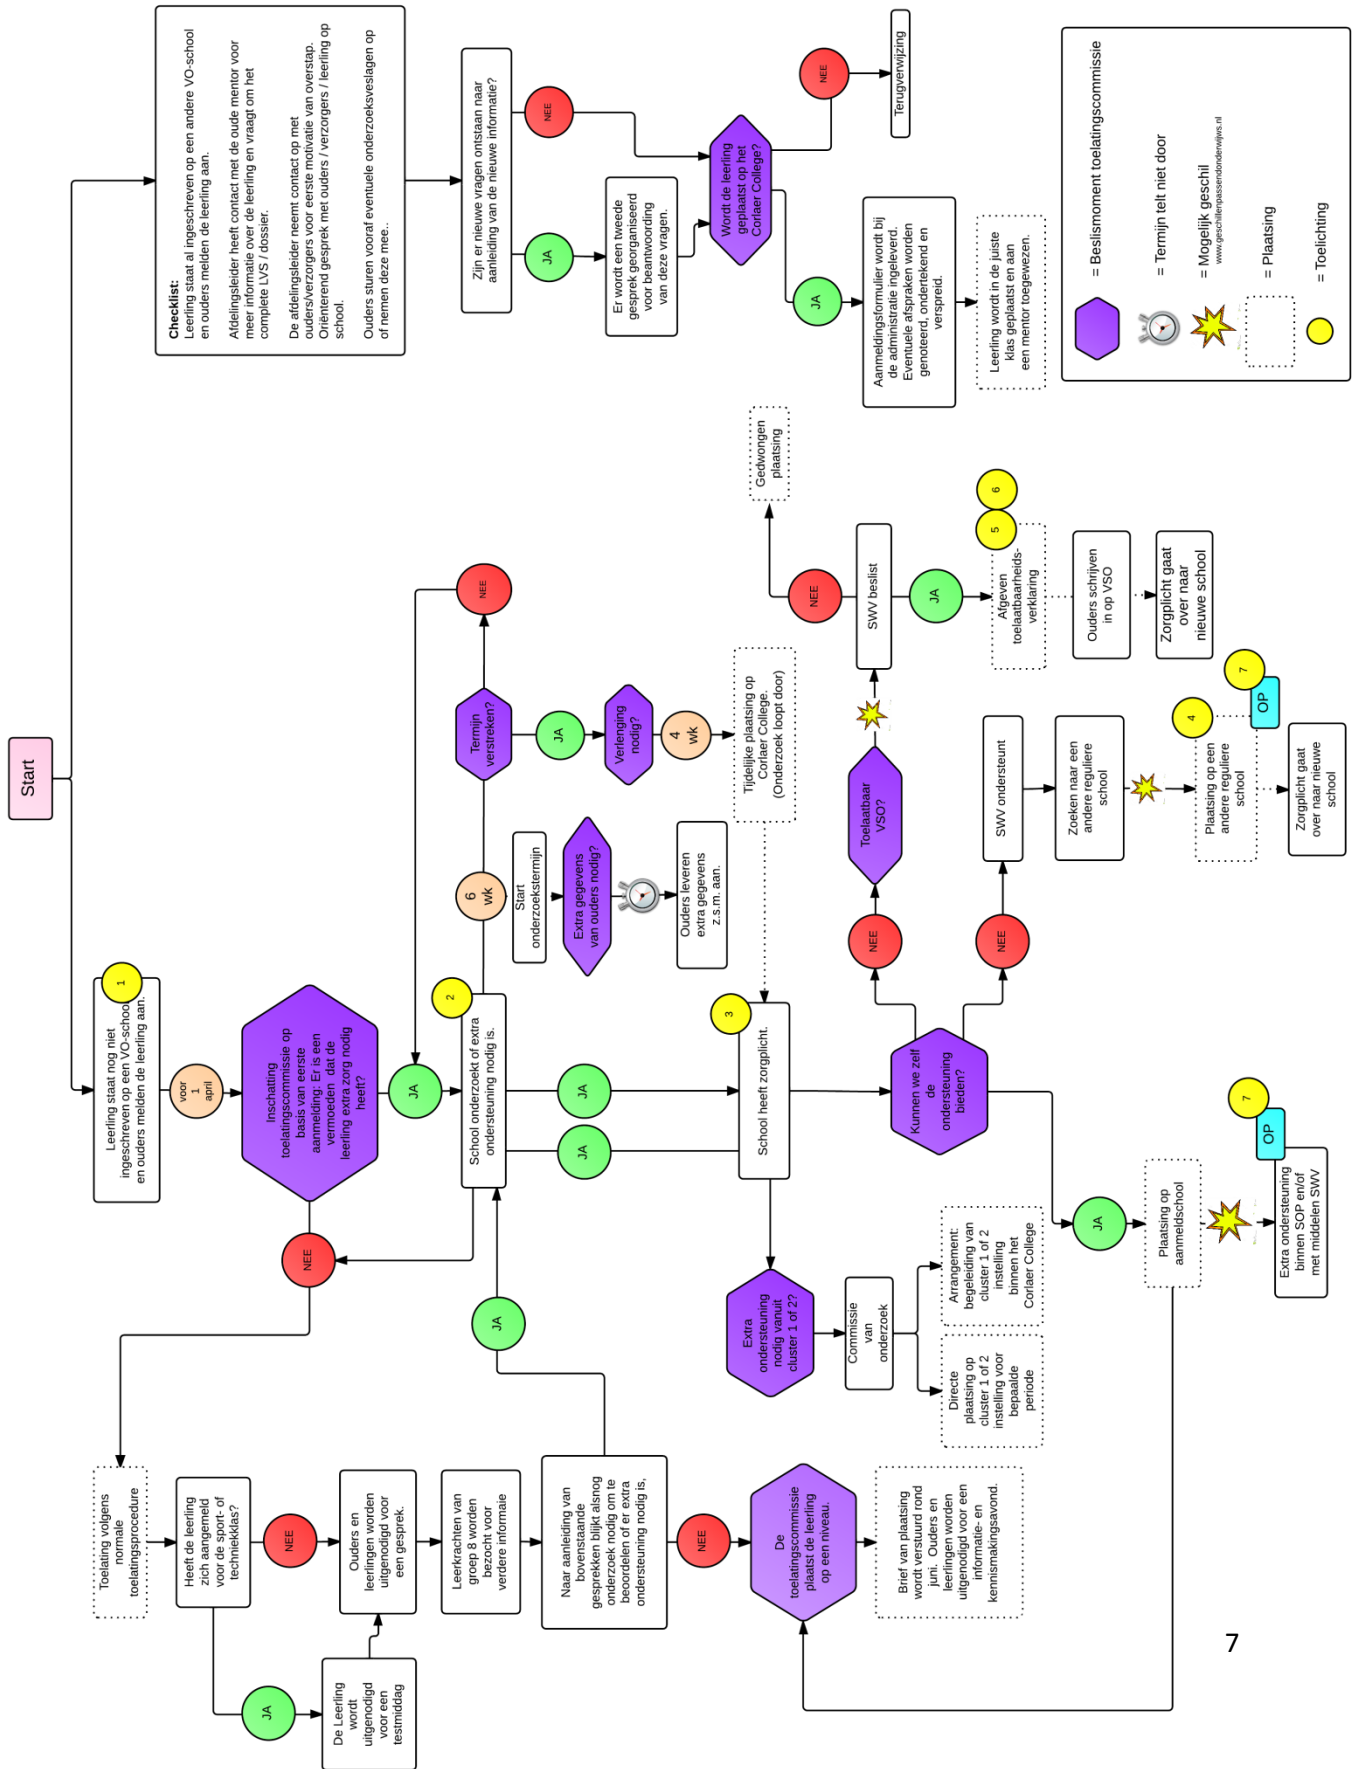 Start
Leerling staat nog niet
ingeschreven op een VO-school
en ouders melden de leerling aan.
1
voor
1
april
Inschatting
toelatingscommissie op
basis van eerste
aanmelding: Er is een
vermoeden dat de
leerling extra zorg nodig
heeft?
NEE
JA
School onderzoekt of extra
ondersteuning nodig is.
2
6
wk
Start
onderzoekstermijn
Extra gegevens
van ouders nodig?
Ouders leveren
extra gegevens
z.s.m. aan.
Termijn
verstreken?
NEE
JA
Verlenging
nodig?
4
wk
Tijdelijke plaatsing op
Corlaer College.
(Onderzoek loopt door)
JA
JA
School heeft zorgplicht.
3
Extra
ondersteuning
nodig vanuit
cluster 1 of 2?
Commissie
van
onderzoek
Directe
plaatsing op
cluster 1 of 2
instelling voor
bepaalde
periode
Arrangement:
begeleiding van
cluster 1 of 2
instelling
binnen het
Corlaer College
Kunnen we zelf
de
ondersteuning
bieden?
NEE
NEE
JA
Toelaatbaar
VSO?
SWV beslist
NEE
Gedwongen
plaatsing
JA
Afgeven
toelaatbaarheids-
verklaring
5
6
Ouders schrijven
in op VSO
Zorgplicht gaat
over naar
nieuwe school
SWV ondersteunt
Zoeken naar een
andere reguliere
school
Plaatsing op een
andere reguliere
school
4
OP
7
Zorgplicht gaat
over naar nieuwe
school
Plaatsing op
aanmeldschool
Extra ondersteuning
binnen SOP en/of
met middelen SWV
OP
7
Toelating volgens
normale
toelatingsprocedure
Heeft de leerling
zich aangemeld
voor de sport- of
techniekklas?
JA
NEE
De Leerling
wordt
uitgenodigd
voor een
testmiddag
Ouders en
leerlingen worden
uitgenodigd voor
een gesprek.
Leerkrachten van
groep 8 worden
bezocht voor
verdere informaie
Naar aanleiding van
bovenstaande
gesprekken blijkt alsnog
onderzoek nodig om te
beoordelen of er extra
ondersteuning nodig is,
JA
NEE
De
toelatingscommissie
plaatst de leerling
op een niveau.
Brief van plaatsing
wordt verstuurd rond
juni. Ouders en
leerlingen worden
uitgenodigd voor een
informatie- en
kennismakingsavond.
Checklist:
Leerling staat al ingeschreven op een andere VO-school
en ouders melden de leerling aan.
Afdelingsleider heeft contact met de oude mentor voor
meer informatie over de leerling en vraagt om het
complete LVS / dossier.
De afdelingsleider neemt contact op met
ouders/verzorgers voor eerste motivatie van overstap.
Oriënterend gesprek met ouders / verzorgers / leerling op
school.
Ouders sturen vooraf eventuele onderzoeksveslagen op
of nemen deze mee..
Zijn er nieuwe vragen ontstaan naar
aanleiding van de nieuwe informatie?
JA
NEE
Er wordt een tweede
gesprek georganiseerd
voor beantwoording
van deze vragen.
Wordt de leerling
geplaatst op het
Corlaer College?
JA
NEE
Terugverwijzing
Aanmeldingsformulier wordt bij
de administratie ingeleverd.
Eventuele afspraken worden
genoteerd, ondertekend en
verspreid.
Leerling wordt in de juiste
klas geplaatst en aan
een mentor toegewezen.
= Beslismoment toelatingscommissie
= Termijn telt niet door
= Mogelijk geschil
www.geschillenpassendonderwijws.nl
= Plaatsing
= Toelichting
7